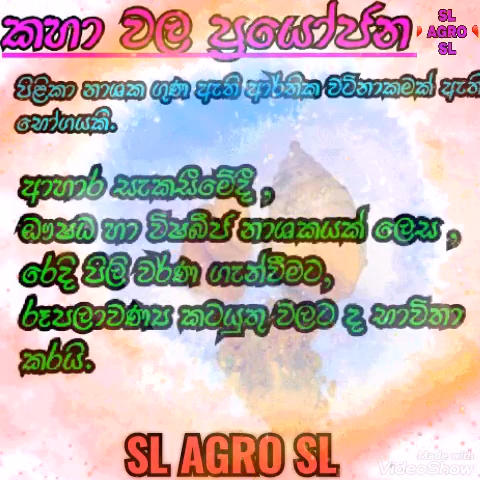 කහා වල ප්‍රයෝජන
SL
AGRO
SL
පිළිකා නාශක ගුණ ඇති ආර්තික වටිනාකමක් ඇති
භෝගයකි.
ආහාර සැකසීමේදී ,
ඖෂධ හා විෂබීජ නාශකයක් ලෙස ,
රෙදි පිලි වර්ණ ගැන්වීමට,
රූපලාවණ්‍ය කටයුතු වලට ද භාවිතා
කරයි.
SL AGRO SL
Made with
VideoShow